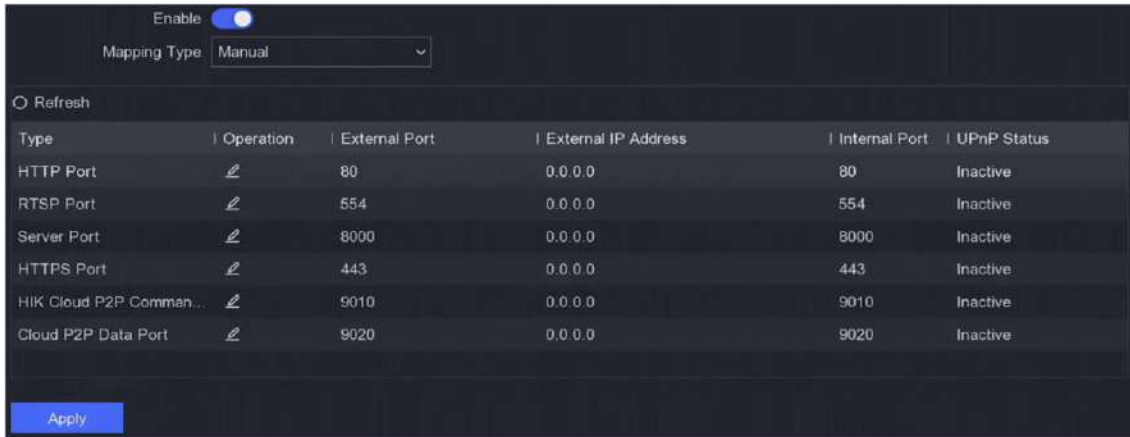 Enable
Mapping Type Manual
Refresh
Type Operation External Port External IP Address Internal Port UPnP Status
HTTP Port 80 0.0.0.0 80 Inactive
RTSP Port 554 0.0.0.0 554 Inactive
Server Port 8000 0.0.0.0 8000 Inactive
HTTPS Port 443 0.0.0.0 443 Inactive
HIK Cloud P2P Comman... 9010 0.0.0.0 9010 Inactive
Cloud P2P Data Port 9020 0.0.0.0 9020 Inactive
Apply